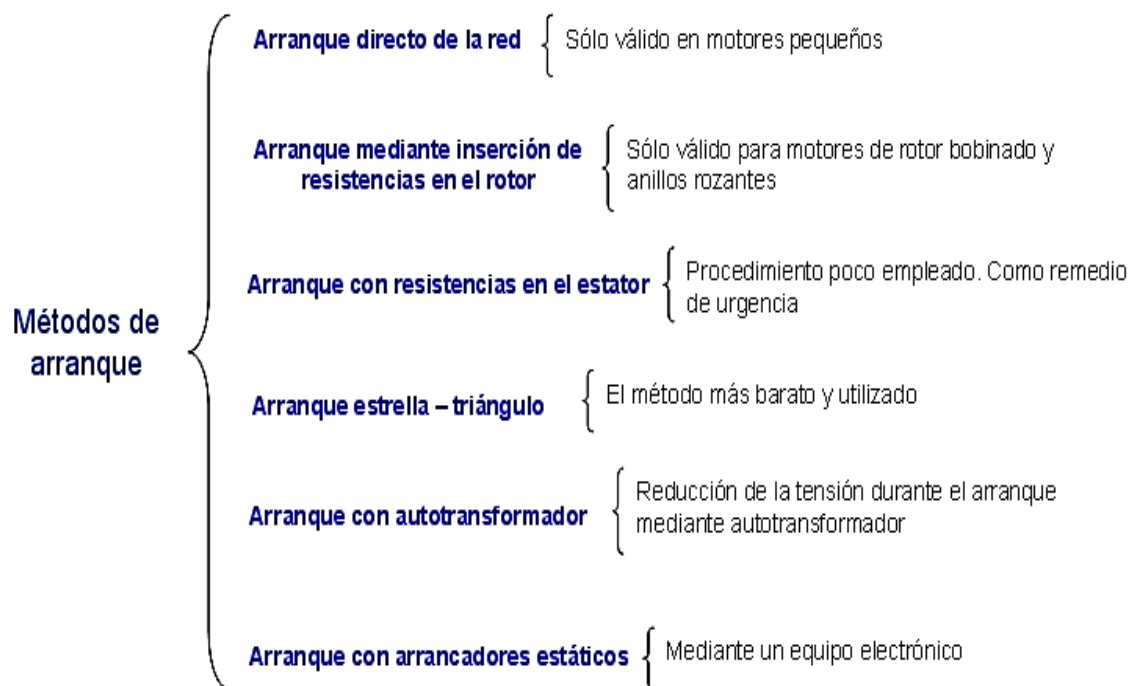 Métodos de
arranque
Arranque directo de la red
Sólo válido en motores pequeños
Arranque mediante inserción de
resistencias en el rotor
Sólo válido para motores de rotor bobinado y
anillos rozantes
Arranque con resistencias en el estator
Procedimiento poco empleado. Como remedio
de urgencia
Arranque estrella – triángulo
El método más barato y utilizado
Arranque con autotransformador
Reducción de la tensión durante el arranque
mediante autotransformador
Arranque con arrancadores estáticos
Mediante un equipo electrónico